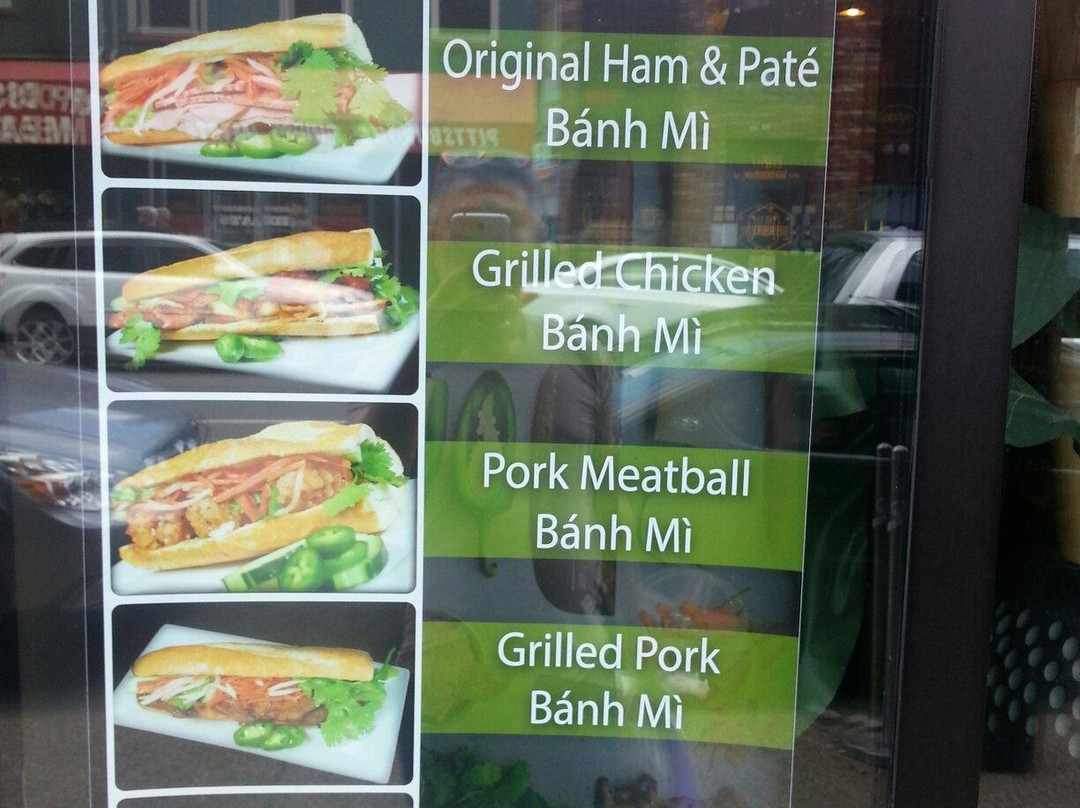 Original Ham & Paté
Bánh Mì
Grilled Chicken
Bánh Mì
Pork Meatball
Bánh Mì
Grilled Pork
Bánh Mì